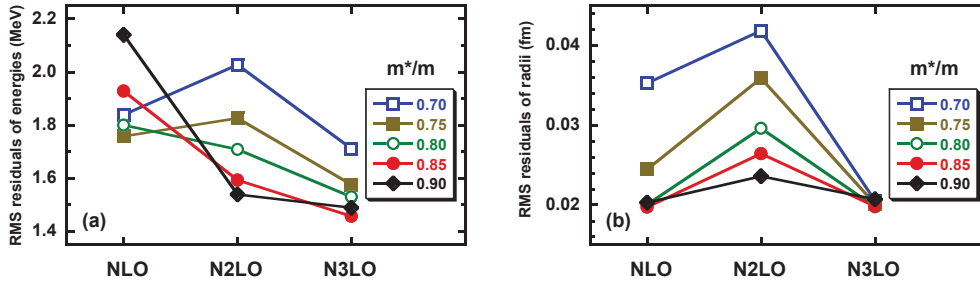 RMS residuals of energies (MeV)
2.2
2.0
1.8
1.6
1.4
m*/m
0.70
0.75
0.80
0.85
0.90
(a)
NLO N2LO N3LO
RMS residuals of radii (fm)
0.04
0.03
0.02
m*/m
0.70
0.75
0.80
0.85
0.90
(b)
NLO N2LO N3LO